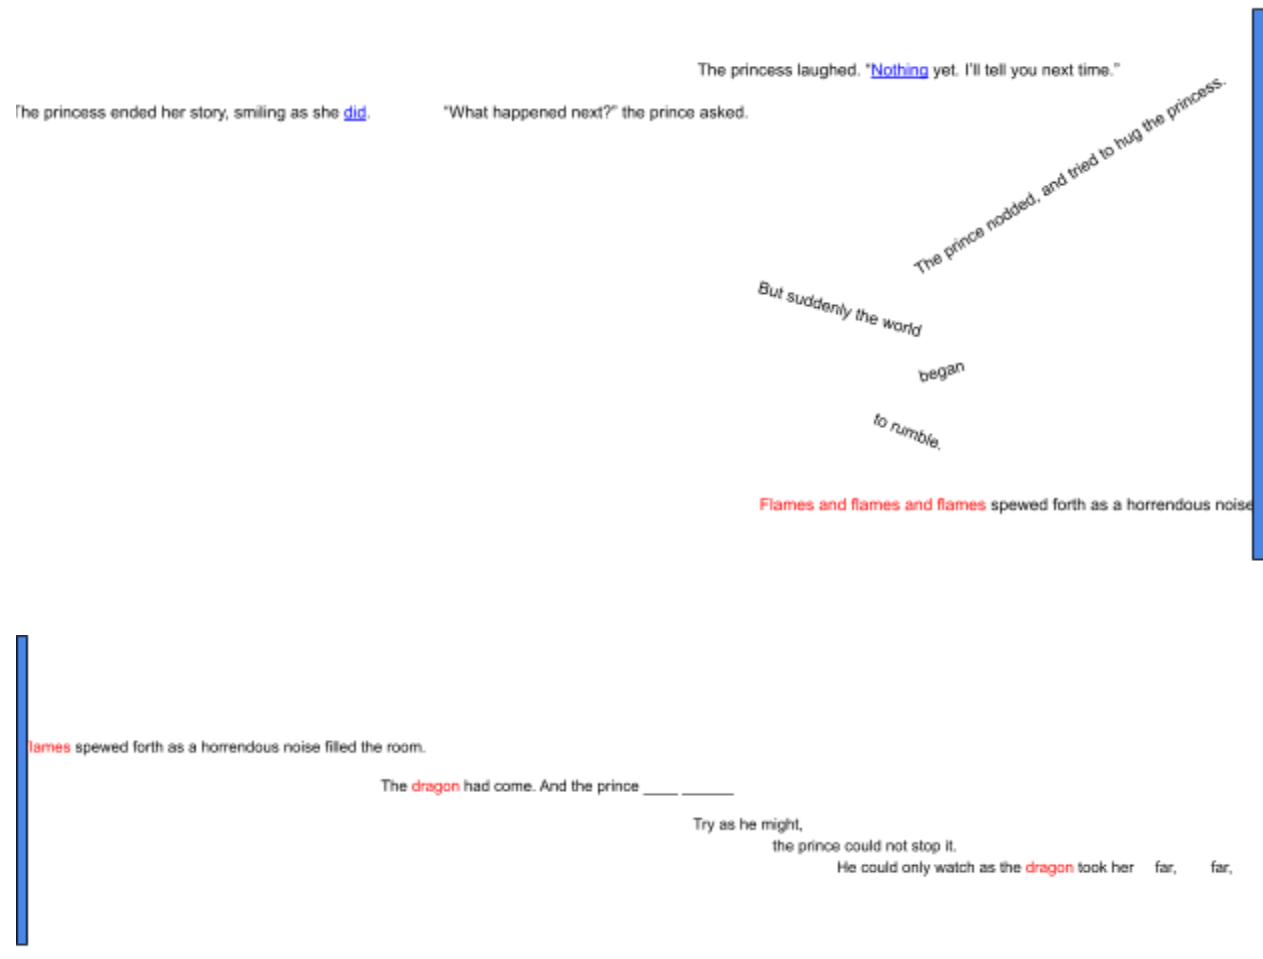 The princess ended her story, smiling as she did.
"What happened next?" the prince asked.
The princess laughed. "Nothing yet. I'll tell you next time."
The prince nodded, and tried to hug the princess.
But suddenly the world
began
to rumble.
Flames and flames and flames spewed forth as a horrendous noise
lames spewed forth as a horrendous noise filled the room.
The dragon had come. And the prince ____ ______
Try as he might,
the prince could not stop it.
He could only watch as the dragon took her far, far,